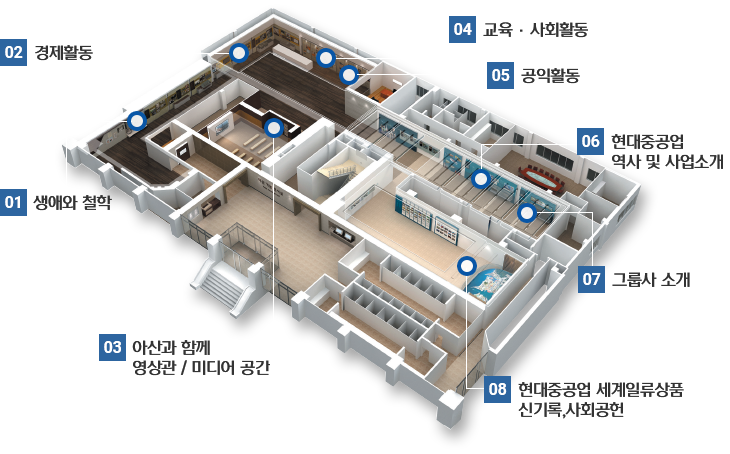 01 생애와 철학
02 경제활동
03 아산과 함께
영상관 / 미디어 공간
04 교육 · 사회활동
05 공익활동
06 현대중공업
역사 및 사업소개
07 그룹사 소개
08 현대중공업 세계일류상품
신기록,사회공헌